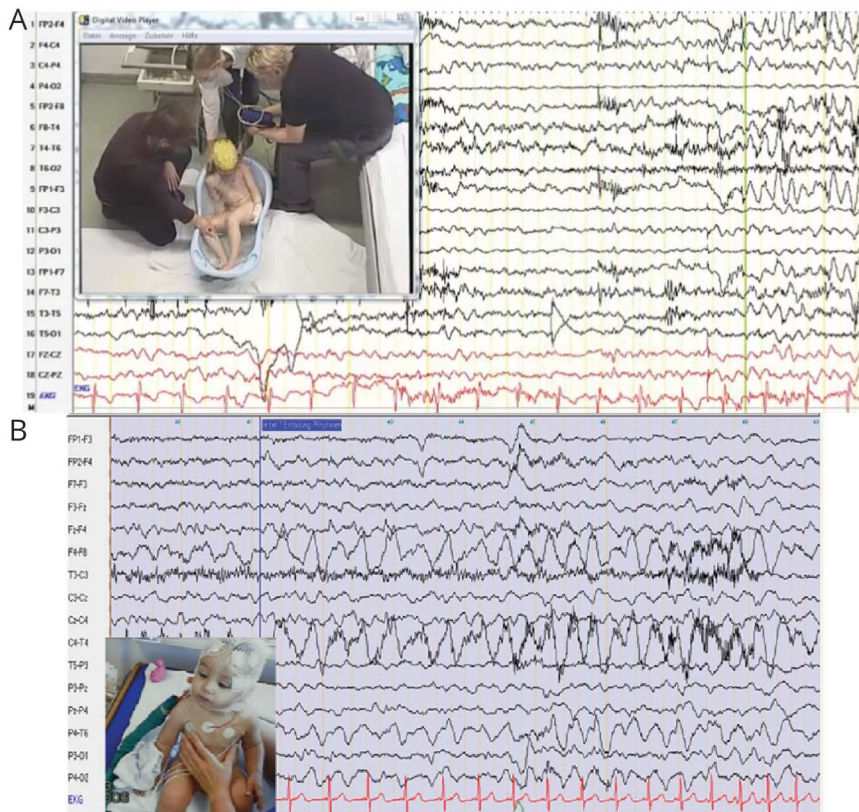 A
Digital Video Player
Datei Anzeige Zubehör Hilfe
1 FP2-F4
2 F4-C4
3 C4-P4
4 P4-O2
5 FP2-F8
6 F8-T4
7 T4-T6
8 T6-O2
9 FP1-F3
10 F3-C3
11 C3-P3
12 P3-O1
13 FP1-F7
14 F7-T3
15 T3-T5
16 T5-O1
17 FZ-CZ
18 CZ-PZ
19 EKG
EKG
M
B
FP1-F3
FP2-F4
F7-F3
F3-Fz
Fz-F4
F4-F8
T3-C3
C3-Cz
Cz-C4
C4-T4
T5-P3
P3-Pz
Pz-P4
P4-T6
P3-O1
P4-O2
EKG